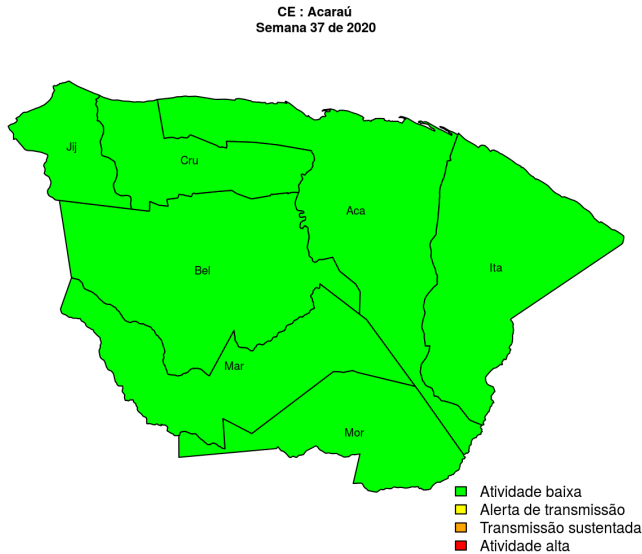 CE : Acaraú
Semana 37 de 2020
Jij
Cru
Aca
Bel
Ita
Mar
Mor
Atividade baixa
Alerta de transmissão
Transmissão sustentada
Atividade alta